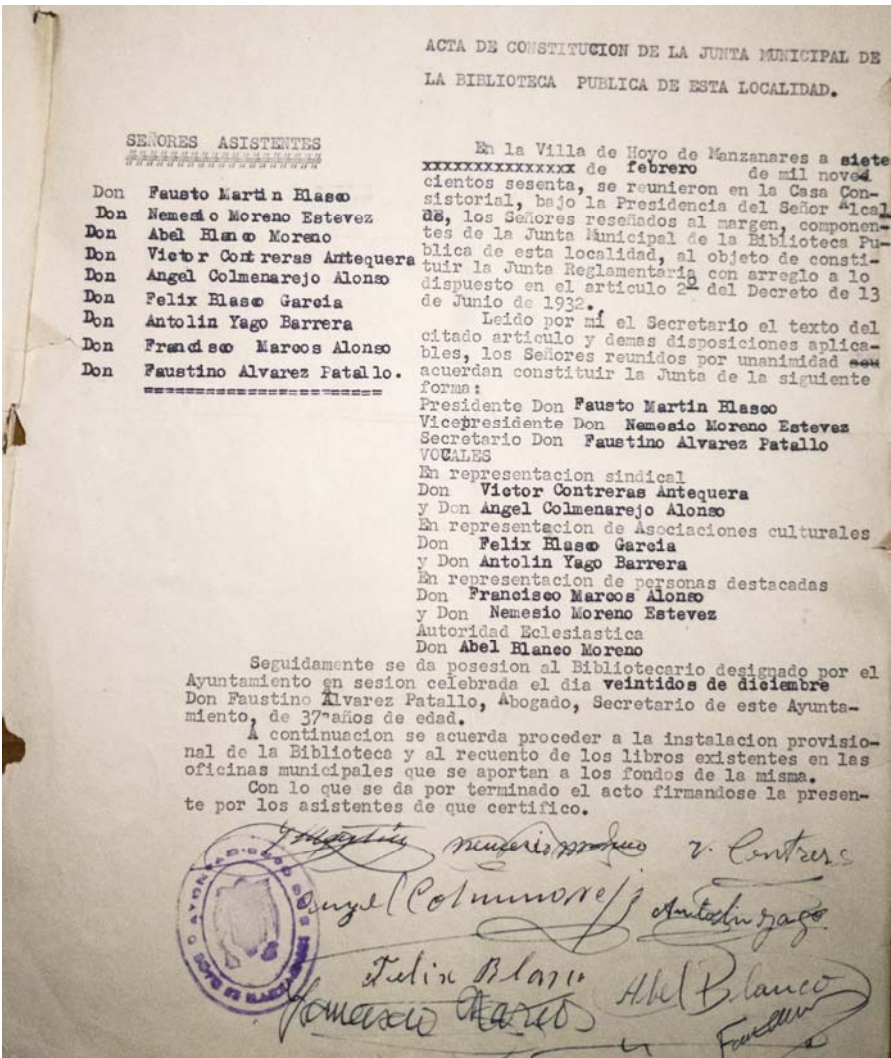 ACTA DE CONSTITUCION DE LA JUNTA MUNICIPAL DE
LA BIBLIOTECA PUBLICA DE ESTA LOCALIDAD.
SEÑORES ASISTENTES
Don Fausto Martin Blasco
Don Nemesio Moreno Estevez
Don Abel Blanco Moreno
Don Victor Contreras Antequera
Don Angel Colmenarejo Alonso
Don Felix Blasco Garcia
Don Antolin Yago Barrera
Don Francisco Marcos Alonso
Don Faustino Alvarez Patallo.
En la Villa de Hoyo de Manzanares a siete
xxxxxxxxxxxxxxx de febrero de mil noved
cientos sesenta, se reunieron en la Casa Con-
sistorial, bajo la Presidencia del Señor Alcal
de, los Señores reseñados al margen, componen-
tes de la Junta Municipal de la Biblioteca Pu-
blica de esta localidad, al objeto de consti-
tuir la Junta Reglamentaria con arreglo a lo
dispuesto en el articulo 2º del Decreto de 13
de Junio de 1932.
Leido por mi el Secretario el texto del
citado articulo y demas disposiciones aplica-
bles, los Señores reunidos por unanimidad
acuerdan constituir la Junta de la siguiente
forma:
Presidente Don Fausto Martin Blasco
Vicepresidente Don Nemesio Moreno Estevez
Secretario Don Faustino Alvarez Patallo
VOCALES
En representacion sindical
Don Victor Contreras Antequera
y Don Angel Colmenarejo Alonso
En representacion de Asociaciones culturales
Don Felix Blasco Garcia
y Don Antolin Yago Barrera
En representacion de personas destacadas
Don Francisco Marcos Alonso
y Don Nemesio Moreno Estevez
Autoridad Eclesiastica
Don Abel Blanco Moreno
Seguidamente se da posesion al Bibliotecario designado por el
Ayuntamiento en sesion celebrada el dia veintidos de diciembre
Don Faustino Alvarez Patallo, Abogado, Secretario de este Ayunta-
miento, de 37 años de edad.
A continuacion se acuerda proceder a la instalacion provisio-
nal de la Biblioteca y al recuento de los libros existentes en las
oficinas municipales que se aportan a los fondos de la misma.
Con lo que se da por terminado el acto firmandose la presen-
te por los asistentes de que certifico.
V. Contreras
Angel Colmenarejo
Antolin Yago
Felix Blasco
Abel Blanco
Francisco Marcos